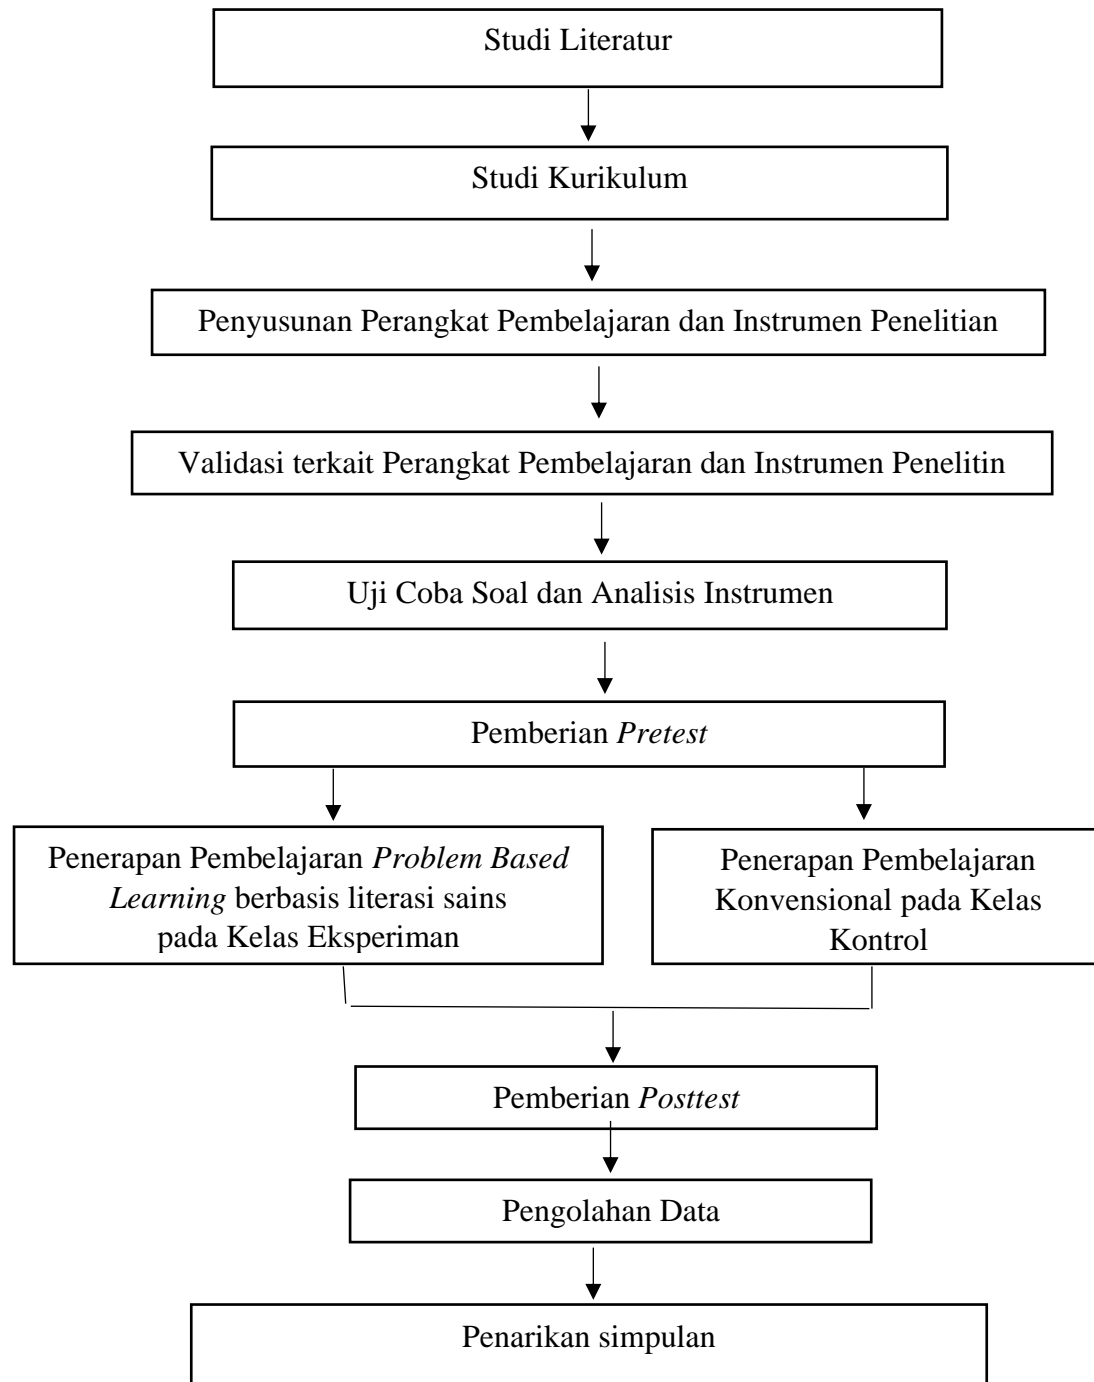 Studi Literatur
Studi Kurikulum
Penyusunan Perangkat Pembelajaran dan Instrumen Penelitian
Validasi terkait Perangkat Pembelajaran dan Instrumen Penelitin
Uji Coba Soal dan Analisis Instrumen
Pemberian Pretest
Penerapan Pembelajaran Problem Based
Learning berbasis literasi sains
pada Kelas Eksperiman
Penerapan Pembelajaran
Konvensional pada Kelas
Kontrol
Pemberian Posttest
Pengolahan Data
Penarikan simpulan